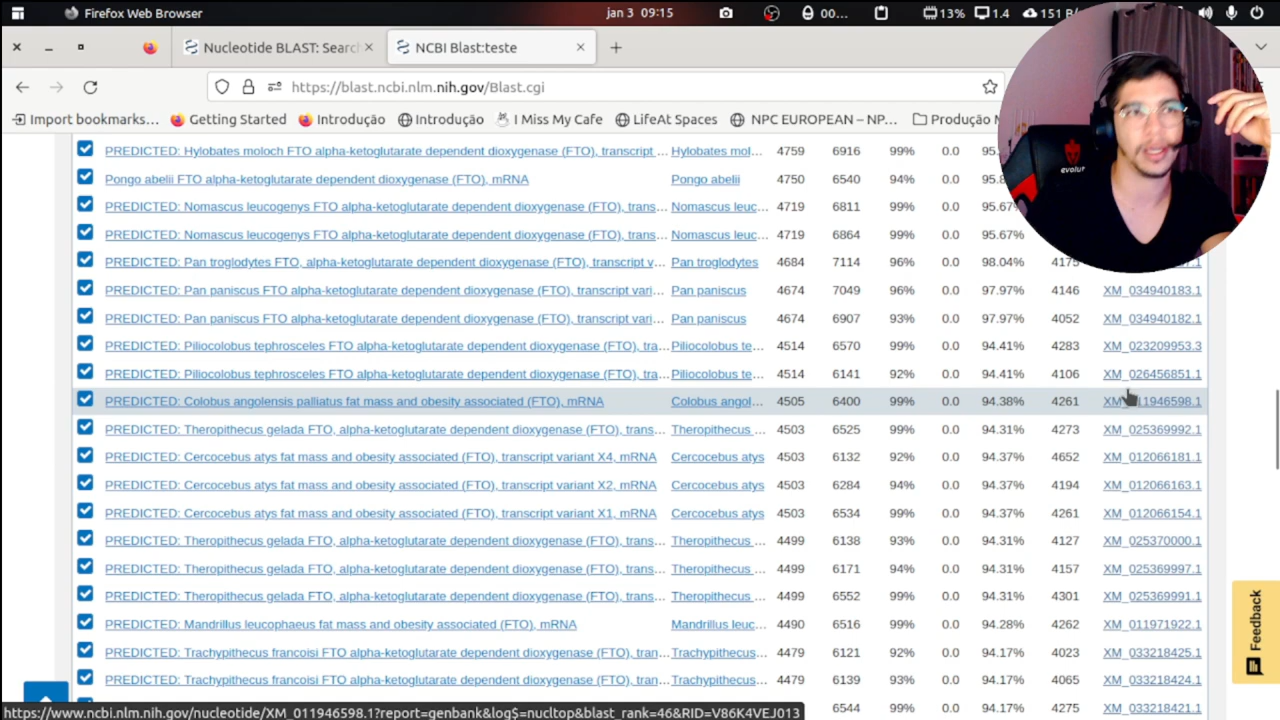 Firefox Web Browser jan 3 09:15 00... 13% 1.4 151 B/
Nucleotide BLAST: Search NCBI Blast:teste
https://blast.ncbi.nlm.nih.gov/Blast.cgi
Import bookmarks... Getting Started Introdução Introdução I Miss My Cafe LifeAt Spaces NPC EUROPEAN – NP... Produção M
PREDICTED: Hylobates moloch FTO alpha-ketoglutarate dependent dioxygenase (FTO), transcript ... Hylobates mol... 4759 6916 99% 0.0 95.
Pongo abelii FTO alpha-ketoglutarate dependent dioxygenase (FTO), mRNA Pongo abelii 4750 6540 94% 0.0 95.8
PREDICTED: Nomascus leucogenys FTO alpha-ketoglutarate dependent dioxygenase (FTO), trans... Nomascus leuc... 4719 6811 99% 0.0 95.67%
PREDICTED: Nomascus leucogenys FTO alpha-ketoglutarate dependent dioxygenase (FTO), trans... Nomascus leuc... 4719 6864 99% 0.0 95.67%
PREDICTED: Pan troglodytes FTO, alpha-ketoglutarate dependent dioxygenase (FTO), transcript v... Pan troglodytes 4684 7114 96% 0.0 98.04% 4175
PREDICTED: Pan paniscus FTO alpha-ketoglutarate dependent dioxygenase (FTO), transcript vari... Pan paniscus 4674 7049 96% 0.0 97.97% 4146 XM_034940183.1
PREDICTED: Pan paniscus FTO alpha-ketoglutarate dependent dioxygenase (FTO), transcript vari... Pan paniscus 4674 6907 93% 0.0 97.97% 4052 XM_034940182.1
PREDICTED: Piliocolobus tephrosceles FTO alpha-ketoglutarate dependent dioxygenase (FTO), tra... Piliocolobus te... 4514 6570 99% 0.0 94.41% 4283 XM_023209953.3
PREDICTED: Piliocolobus tephrosceles FTO alpha-ketoglutarate dependent dioxygenase (FTO), tra... Piliocolobus te... 4514 6141 92% 0.0 94.41% 4106 XM_026456851.1
PREDICTED: Colobus angolensis palliatus fat mass and obesity associated (FTO), mRNA Colobus angol... 4505 6400 99% 0.0 94.38% 4261 XM_011946598.1
PREDICTED: Theropithecus gelada FTO, alpha-ketoglutarate dependent dioxygenase (FTO), trans... Theropithecus ... 4503 6525 99% 0.0 94.31% 4273 XM_025369992.1
PREDICTED: Cercocebus atys fat mass and obesity associated (FTO), transcript variant X4, mRNA Cercocebus atys 4503 6132 92% 0.0 94.37% 4652 XM_012066181.1
PREDICTED: Cercocebus atys fat mass and obesity associated (FTO), transcript variant X2, mRNA Cercocebus atys 4503 6284 94% 0.0 94.37% 4194 XM_012066163.1
PREDICTED: Cercocebus atys fat mass and obesity associated (FTO), transcript variant X1, mRNA Cercocebus atys 4503 6534 99% 0.0 94.37% 4261 XM_012066154.1
PREDICTED: Theropithecus gelada FTO, alpha-ketoglutarate dependent dioxygenase (FTO), trans... Theropithecus ... 4499 6138 93% 0.0 94.31% 4127 XM_025370000.1
PREDICTED: Theropithecus gelada FTO, alpha-ketoglutarate dependent dioxygenase (FTO), trans... Theropithecus ... 4499 6171 94% 0.0 94.31% 4157 XM_025369997.1
PREDICTED: Theropithecus gelada FTO, alpha-ketoglutarate dependent dioxygenase (FTO), trans... Theropithecus ... 4499 6552 99% 0.0 94.31% 4301 XM_025369991.1
PREDICTED: Mandrillus leucophaeus fat mass and obesity associated (FTO), mRNA Mandrillus leuc... 4490 6516 99% 0.0 94.28% 4262 XM_011971922.1
PREDICTED: Trachypithecus francoisi FTO alpha-ketoglutarate dependent dioxygenase (FTO), tran... Trachypithecus... 4479 6121 92% 0.0 94.17% 4023 XM_033218425.1
PREDICTED: Trachypithecus francoisi FTO alpha-ketoglutarate dependent dioxygenase (FTO), tran... Trachypithecus... 4479 6139 93% 0.0 94.17% 4065 XM_033218424.1
6544 99% 0.0 94.17% 4275 XM_033218421.1
https://www.ncbi.nlm.nih.gov/nucleotide/XM_011946598.1?report=genbank&log$=nucltop&blast_rank=46&RID=V86K4VEJ013
Feedback
evolut